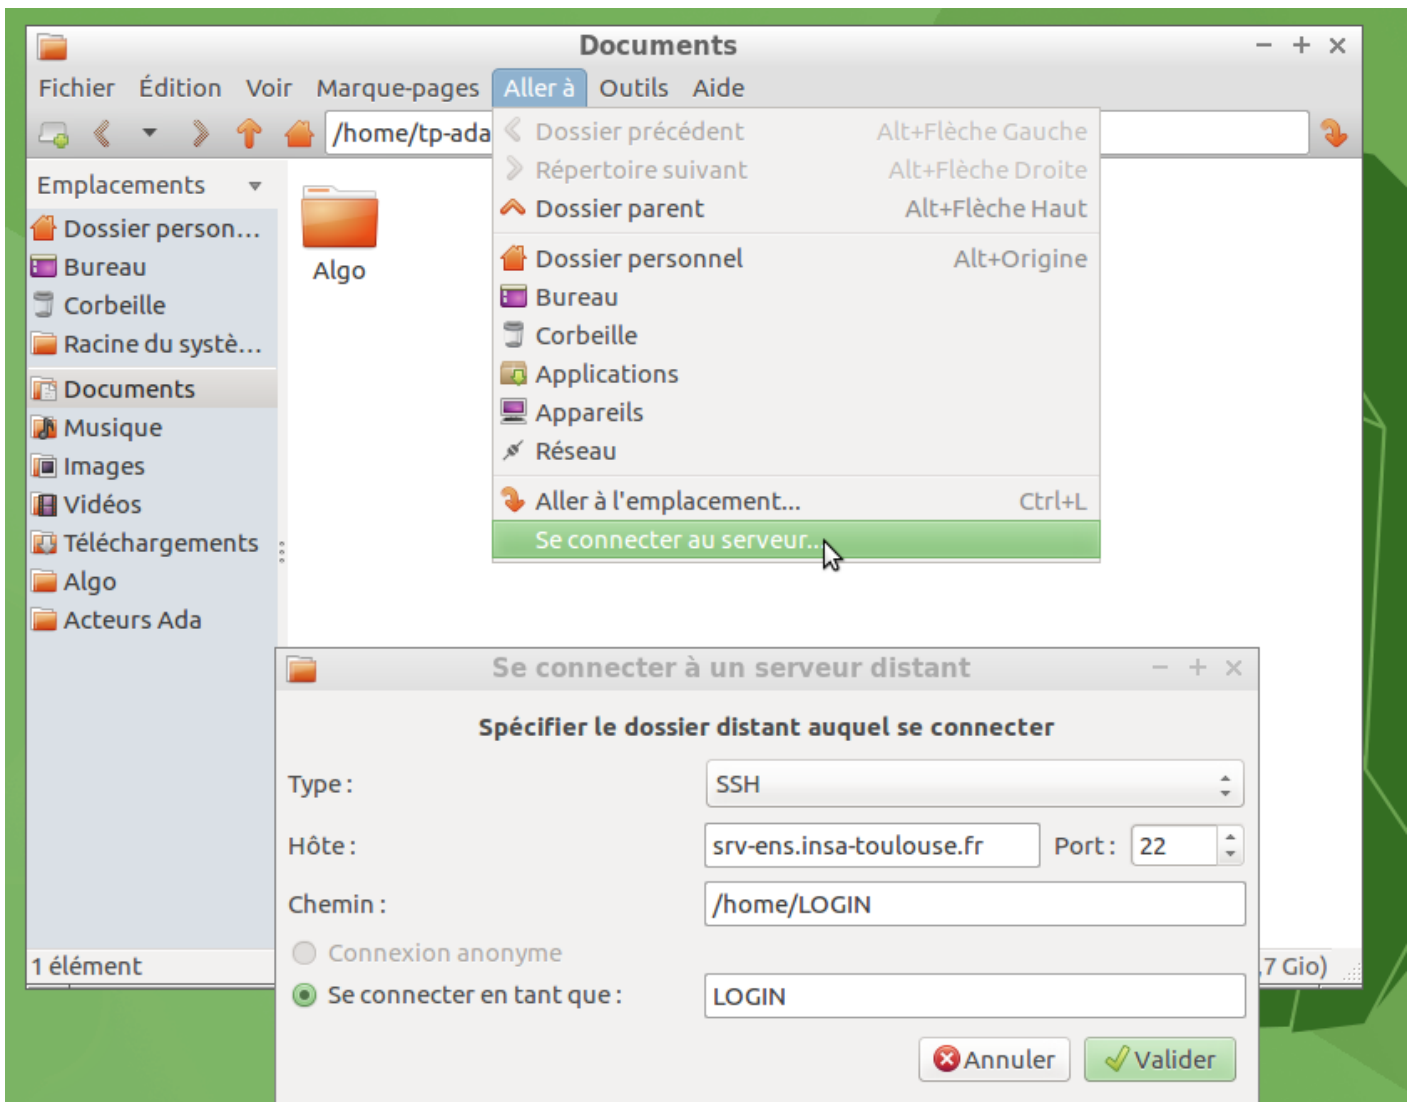 Documents
Fichier Édition Voir Marque-pages Aller à Outils Aide
/home/tp-ada
Emplacements
Dossier person...
Bureau
Corbeille
Racine du systè...
Documents
Musique
Images
Vidéos
Téléchargements
Algo
Acteurs Ada
Algo
Dossier précédent Alt+Flèche Gauche
Répertoire suivant Alt+Flèche Droite
Dossier parent Alt+Flèche Haut
Dossier personnel Alt+Origine
Bureau
Corbeille
Applications
Appareils
Réseau
Aller à l'emplacement... Ctrl+L
Se connecter au serveur...
1 élément
,7 Gio)
Se connecter à un serveur distant
Spécifier le dossier distant auquel se connecter
Type : SSH
Hôte : srv-ens.insa-toulouse.fr Port : 22
Chemin : /home/LOGIN
Connexion anonyme
Se connecter en tant que : LOGIN
Annuler Valider